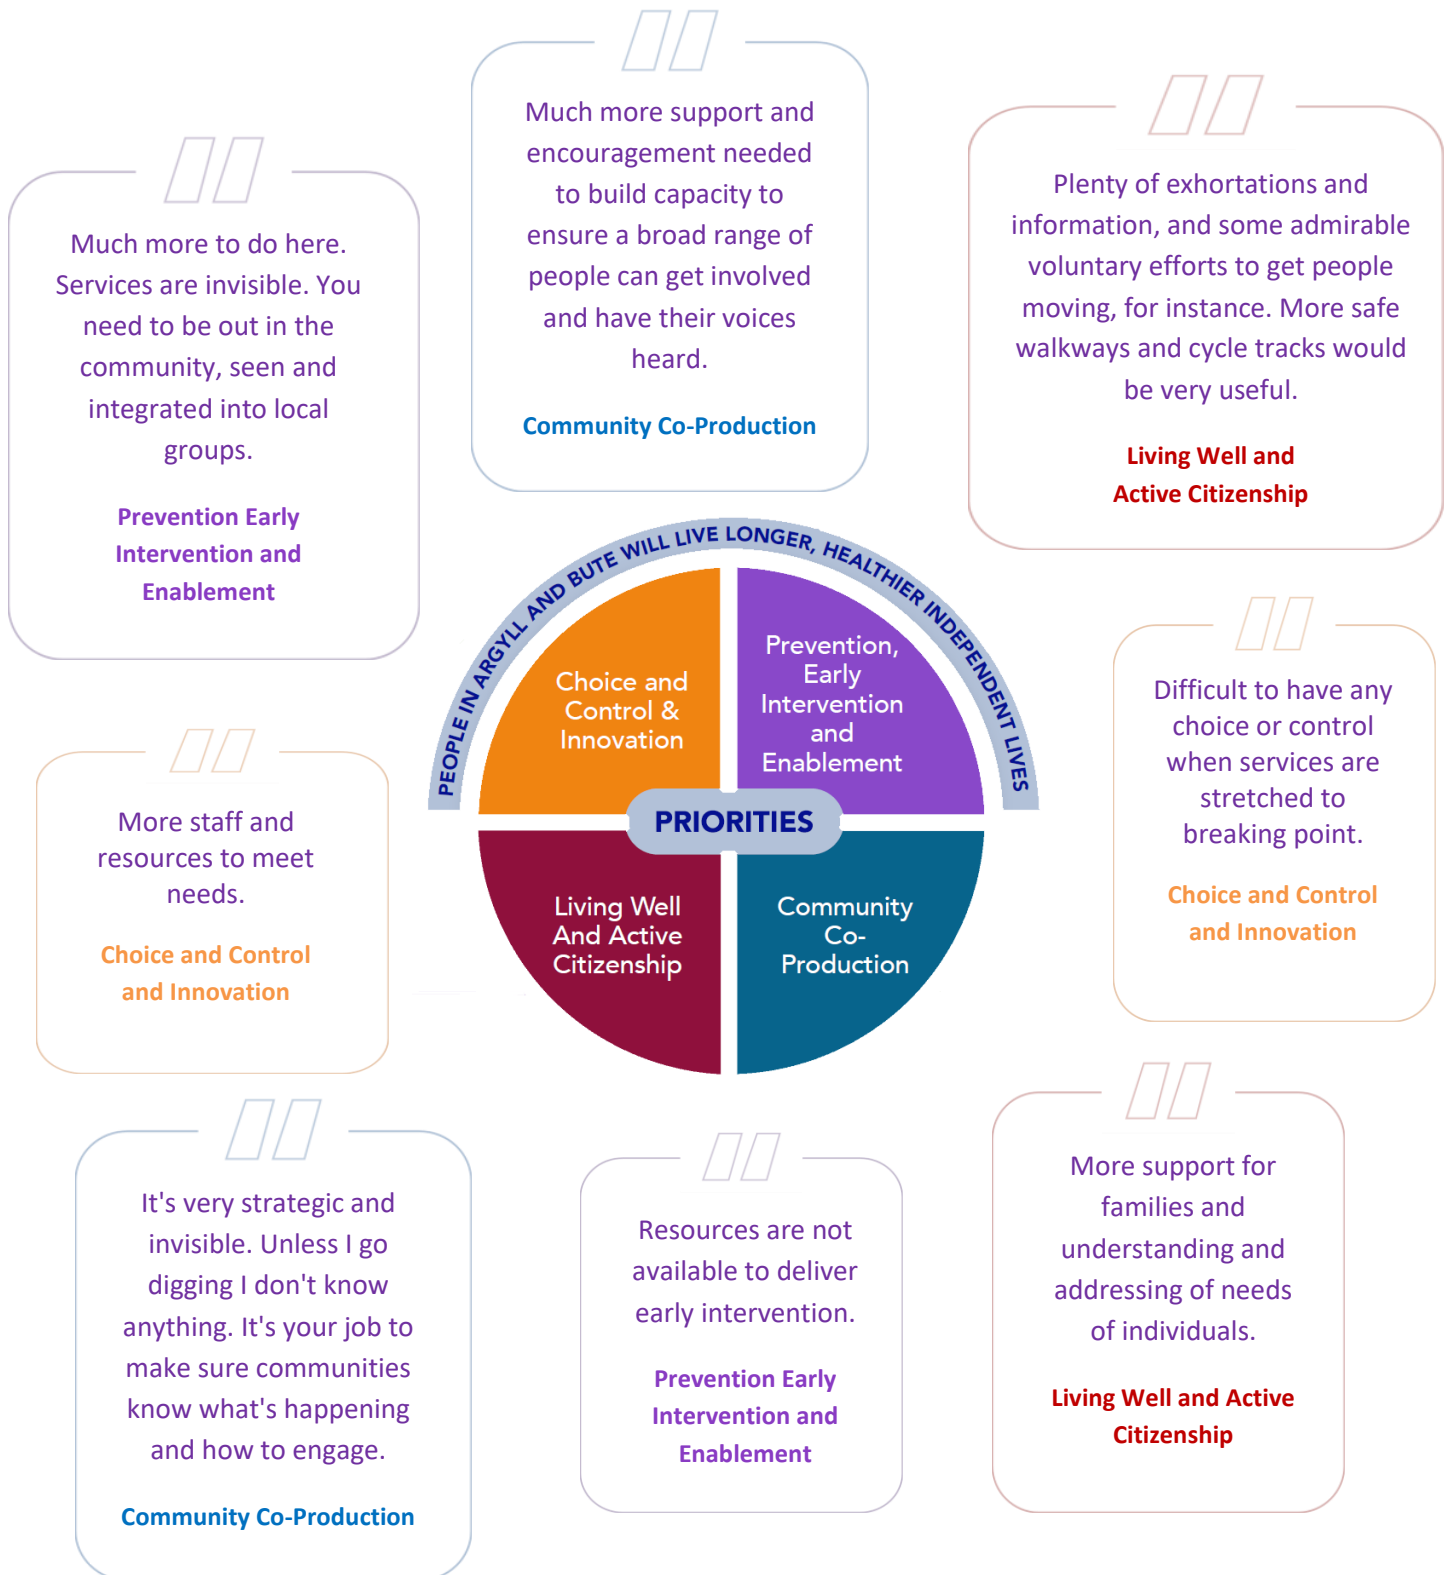 Much more support and
encouragement needed
to build capacity to
ensure a broad range of
people can get involved
and have their voices
heard.
Community Co-Production
Plenty of exhortations and
information, and some admirable
voluntary efforts to get people
moving, for instance. More safe
walkways and cycle tracks would
be very useful.
Living Well and
Active Citizenship
Much more to do here.
Services are invisible. You
need to be out in the
community, seen and
integrated into local
groups.
Prevention Early
Intervention and
Enablement
PEOPLE IN ARGYLL AND BUTE WILL LIVE LONGER, HEALTHIER INDEPENDENT LIVES
Choice and
Control &
Innovation
Prevention,
Early
Intervention
and
Enablement
PRIORITIES
Living Well
And Active
Citizenship
Community
Co-
Production
Difficult to have any
choice or control
when services are
stretched to
breaking point.
Choice and Control
and Innovation
More staff and
resources to meet
needs.
Choice and Control
and Innovation
It's very strategic and
invisible. Unless I go
digging I don't know
anything. It's your job to
make sure communities
know what's happening
and how to engage.
Community Co-Production
Resources are not
available to deliver
early intervention.
Prevention Early
Intervention and
Enablement
More support for
families and
understanding and
addressing of needs
of individuals.
Living Well and Active
Citizenship